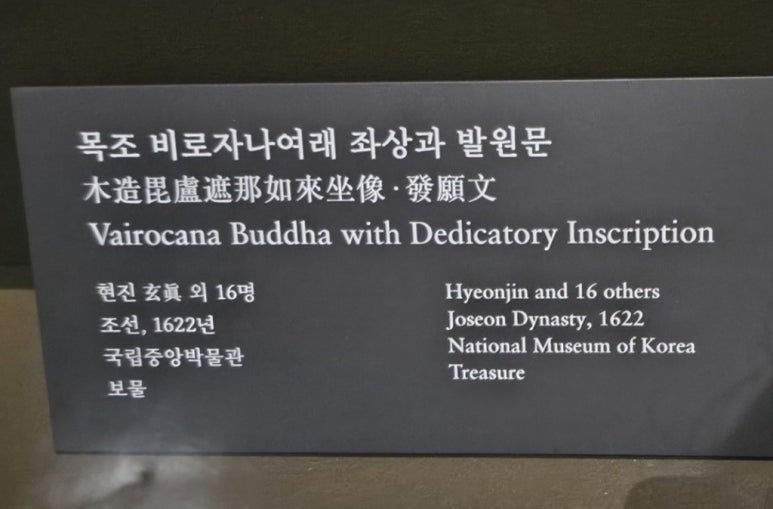 목조 비로자나여래 좌상과 발원문
木造毘盧遮那如來坐像·發願文
Vairocana Buddha with Dedicatory Inscription
현진 玄眞 외 16명
조선, 1622년
국립중앙박물관
보물
Hyeonjin and 16 others
Joseon Dynasty, 1622
National Museum of Korea
Treasure